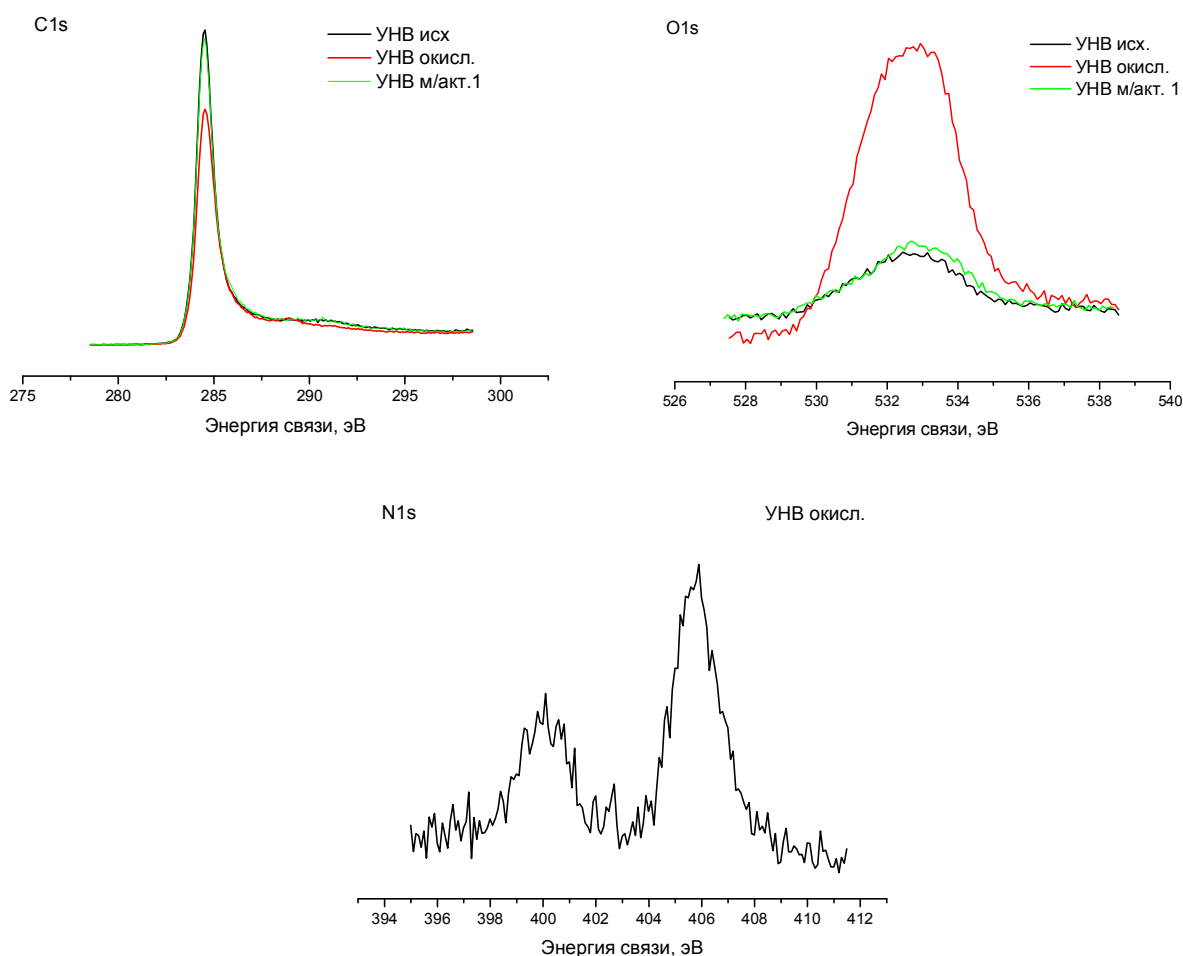 C1s
УНВ исх
УНВ окисл.
УНВ м/акт.1
275 280 285 290 295 300
Энергия связи, эВ
O1s
УНВ исх.
УНВ окисл.
УНВ м/акт. 1
526 528 530 532 534 536 538 540
Энергия связи, эВ
N1s УНВ окисл.
394 396 398 400 402 404 406 408 410 412
Энергия связи, эВ